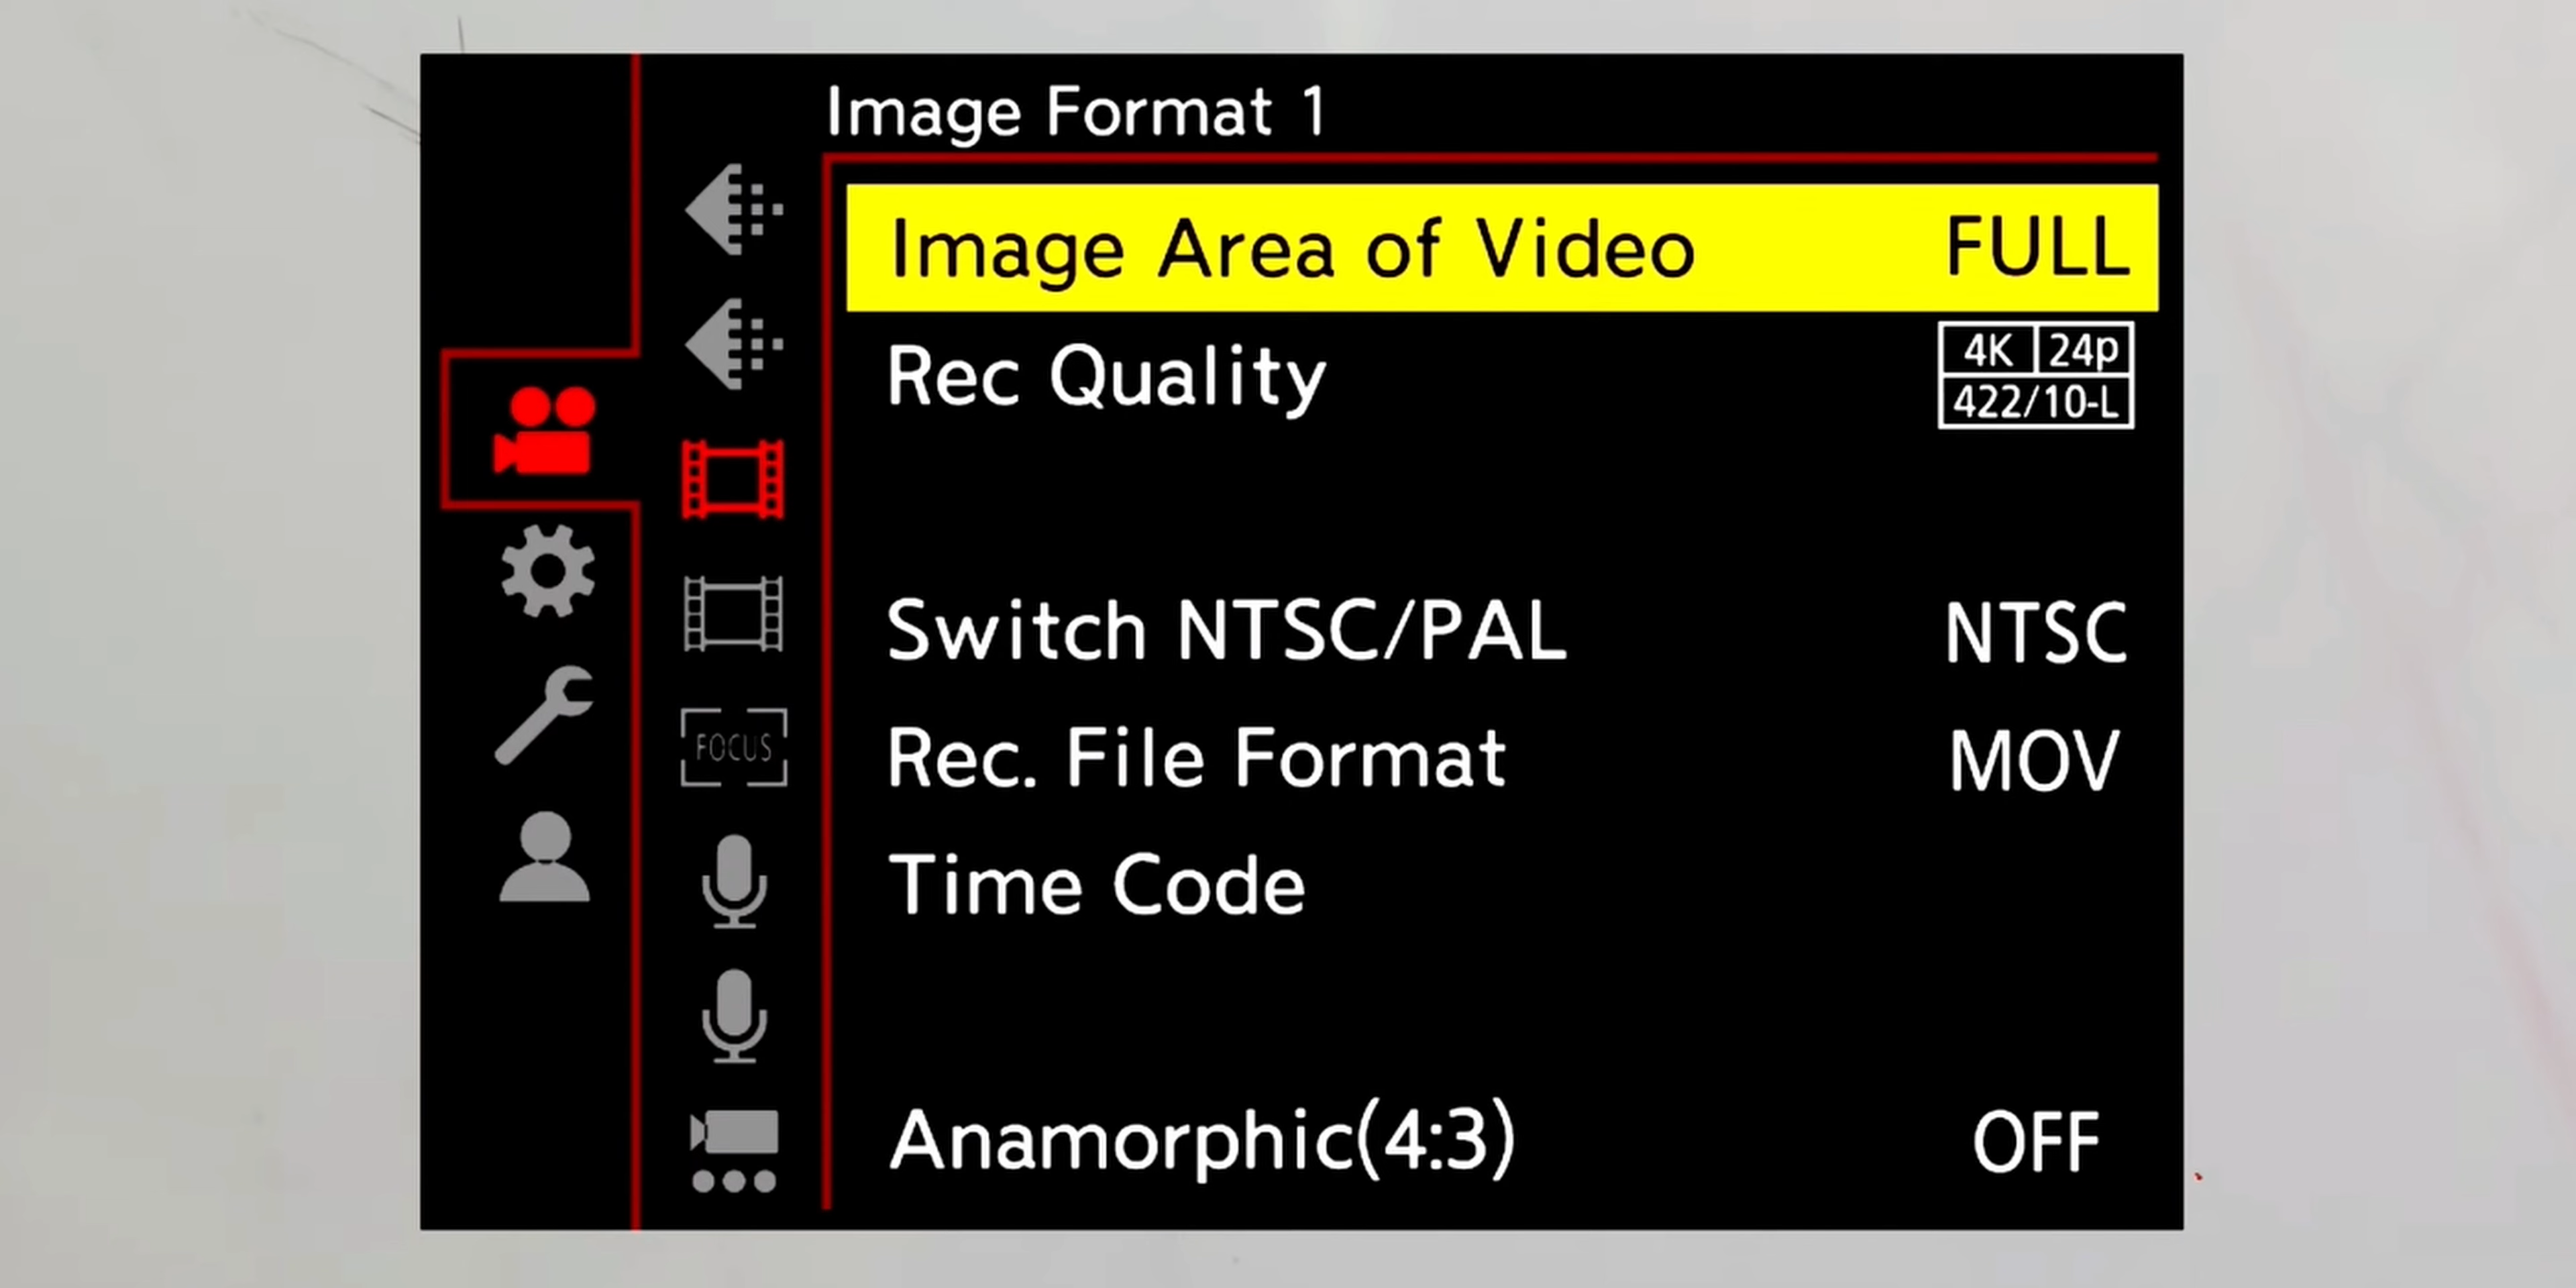 Image Format 1
Image Area of Video FULL
Rec Quality 4K 24p
422/10-L
Switch NTSC/PAL NTSC
Rec. File Format MOV
FOCUS
Time Code
Anamorphic(4:3) OFF